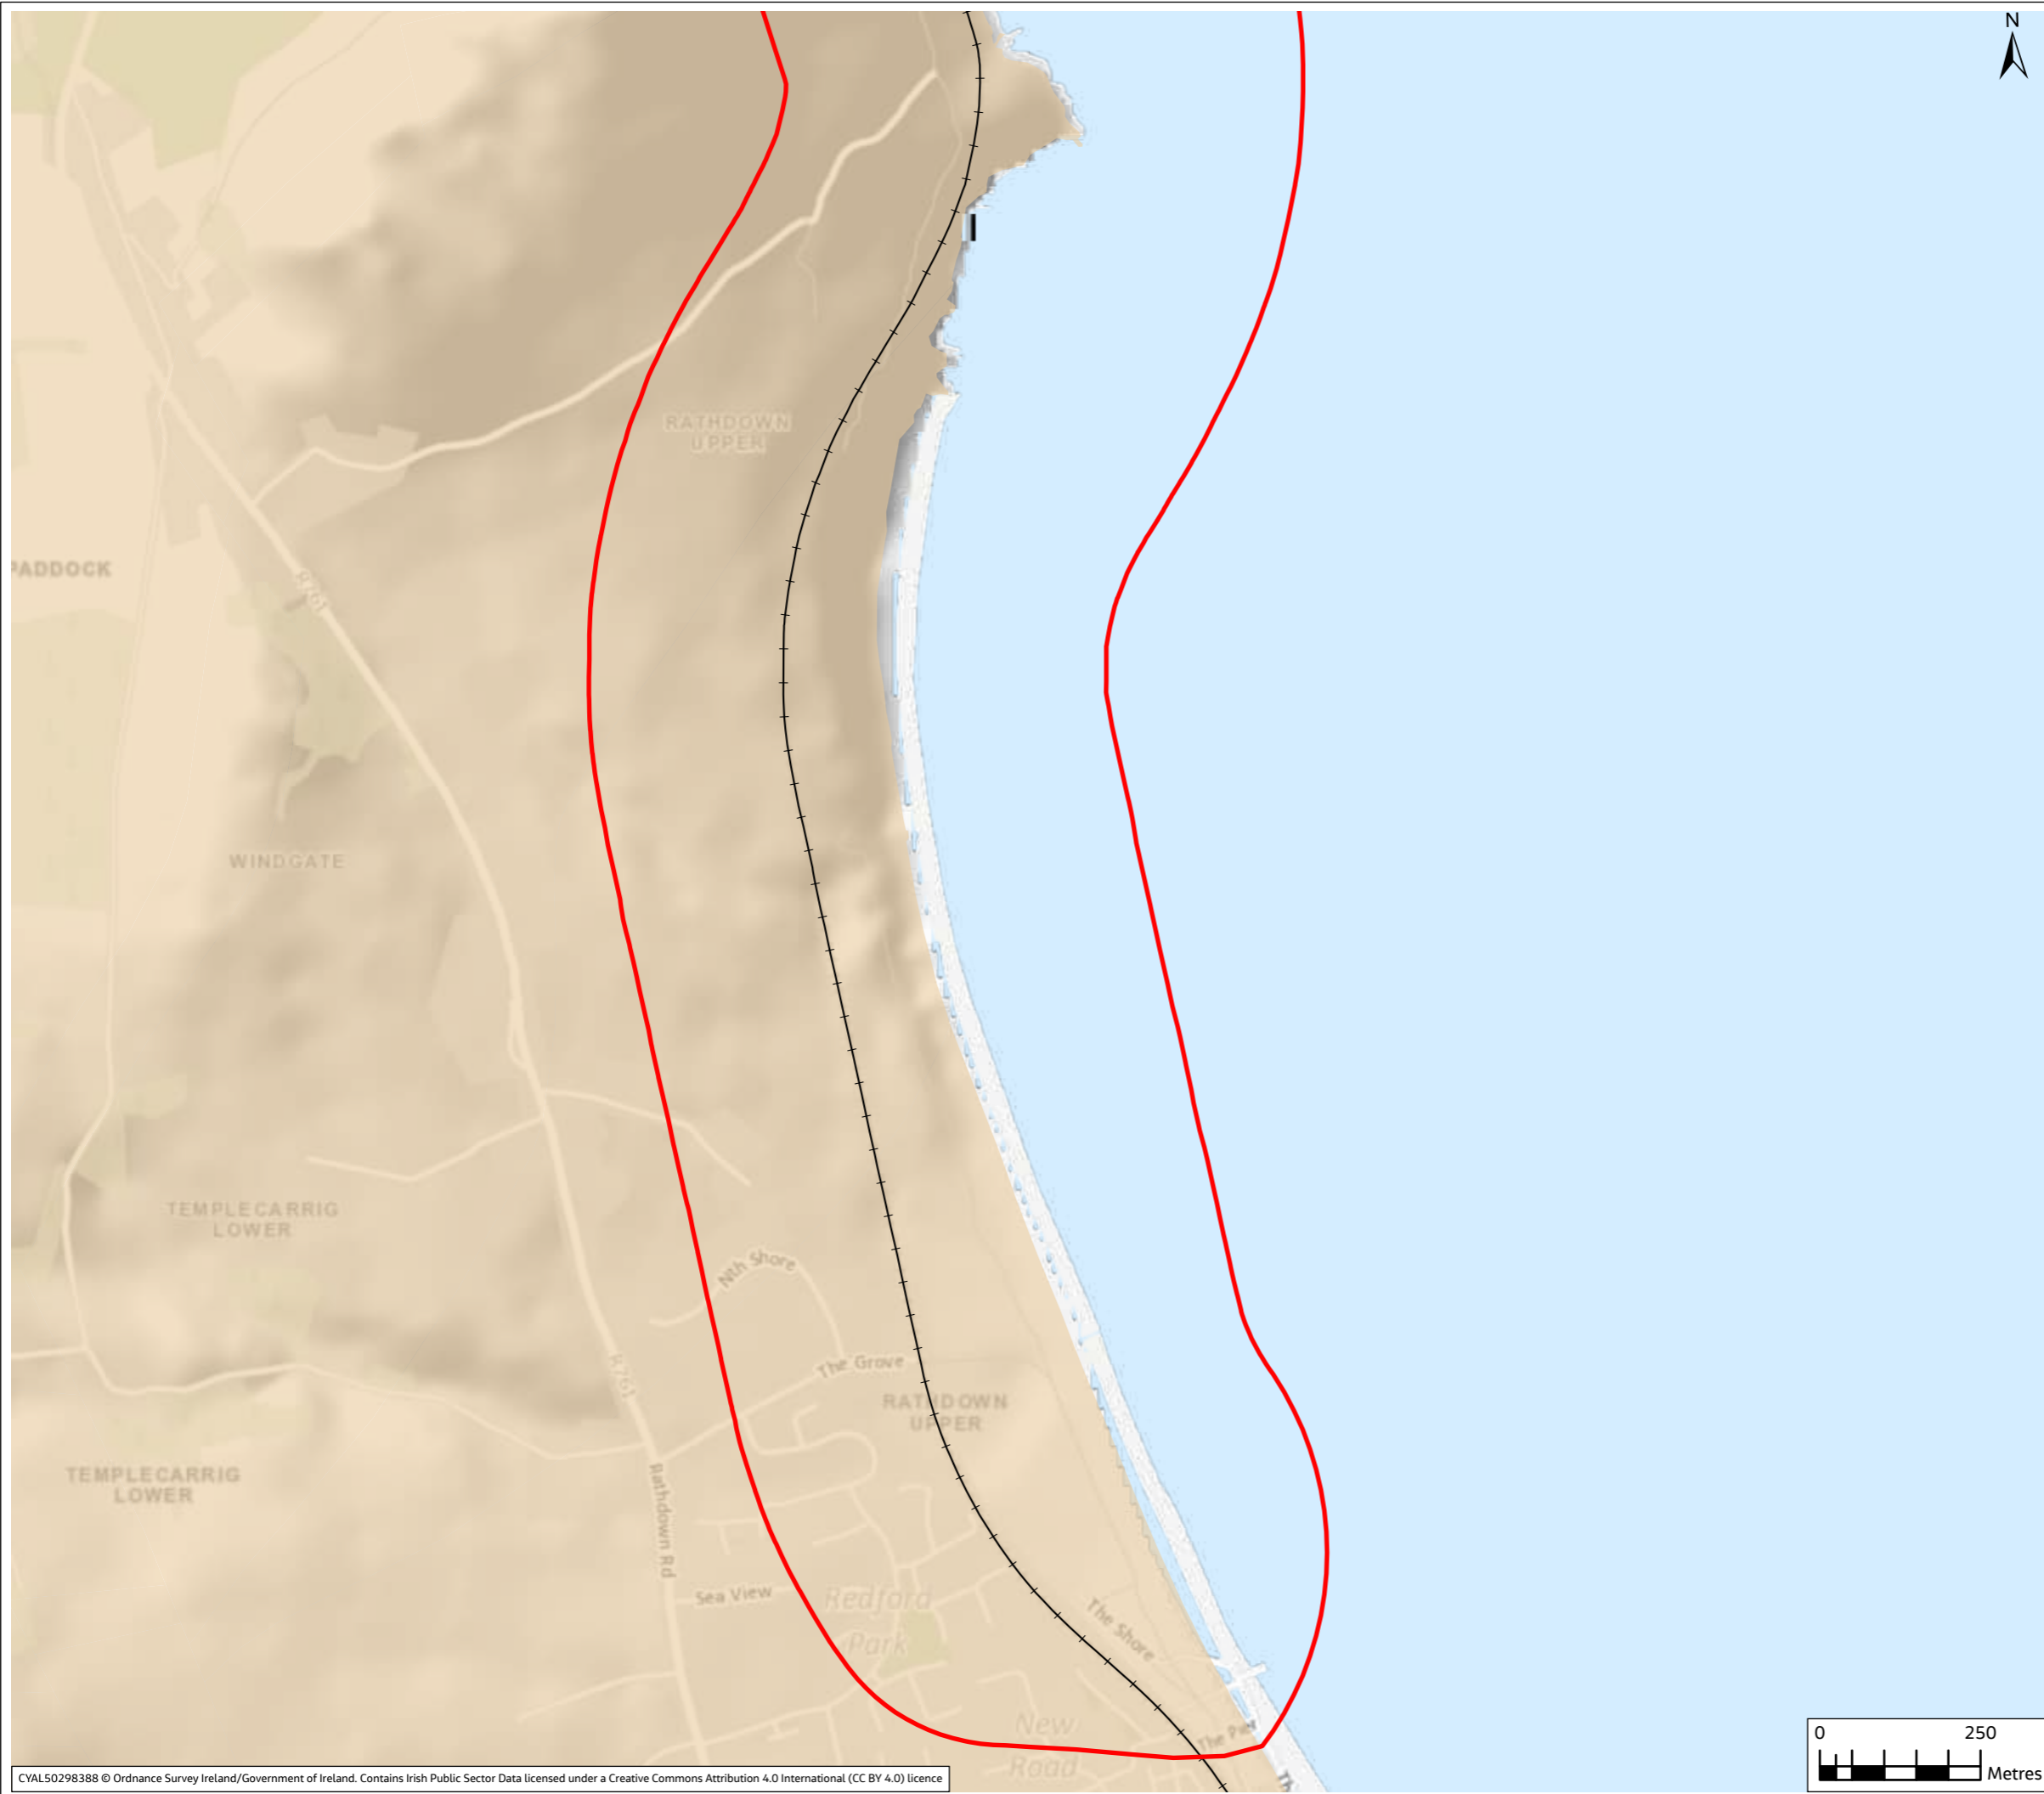 N
RATHDOWN
UPPER
PADDOCK
R761
WINDGATE
TEMPLECARRIG
LOWER
Nth Shore
The Grove
R761
RATHDOWN
UPPER
TEMPLECARRIG
LOWER
Rathdown Rd
Sea View
Redford
Park
The Shore
New
Road
The Pier
0 250
Metres
CYAL50298388 © Ordnance Survey Ireland/Government of Ireland. Contains Irish Public Sector Data licensed under a Creative Commons Attribution 4.0 International (CC BY 4.0) licence